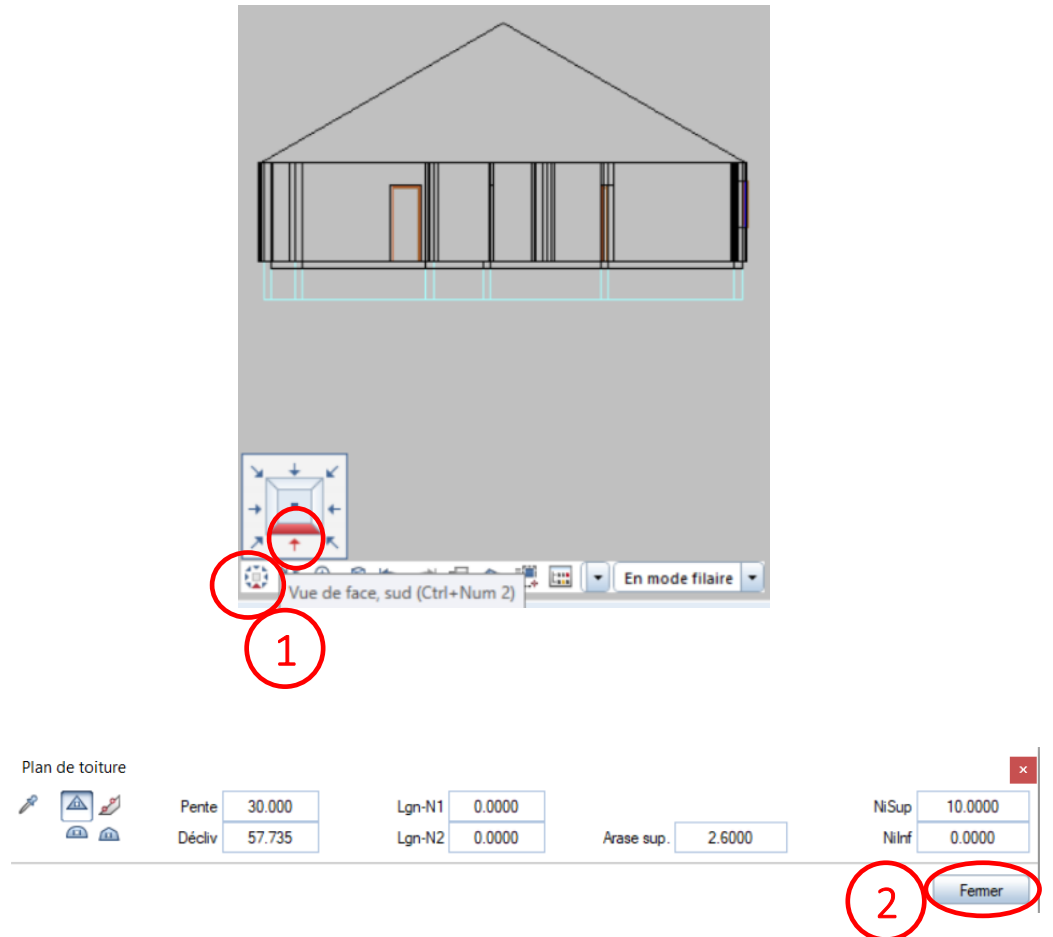 En mode filaire
Vue de face, sud (Ctrl+Num 2)
1
Plan de toiture
Pente 30.000 Lgn-N1 0.0000 NiSup 10.0000
Décliv 57.735 Lgn-N2 0.0000 Arase sup. 2.6000 NiInf 0.0000
2 Fermer